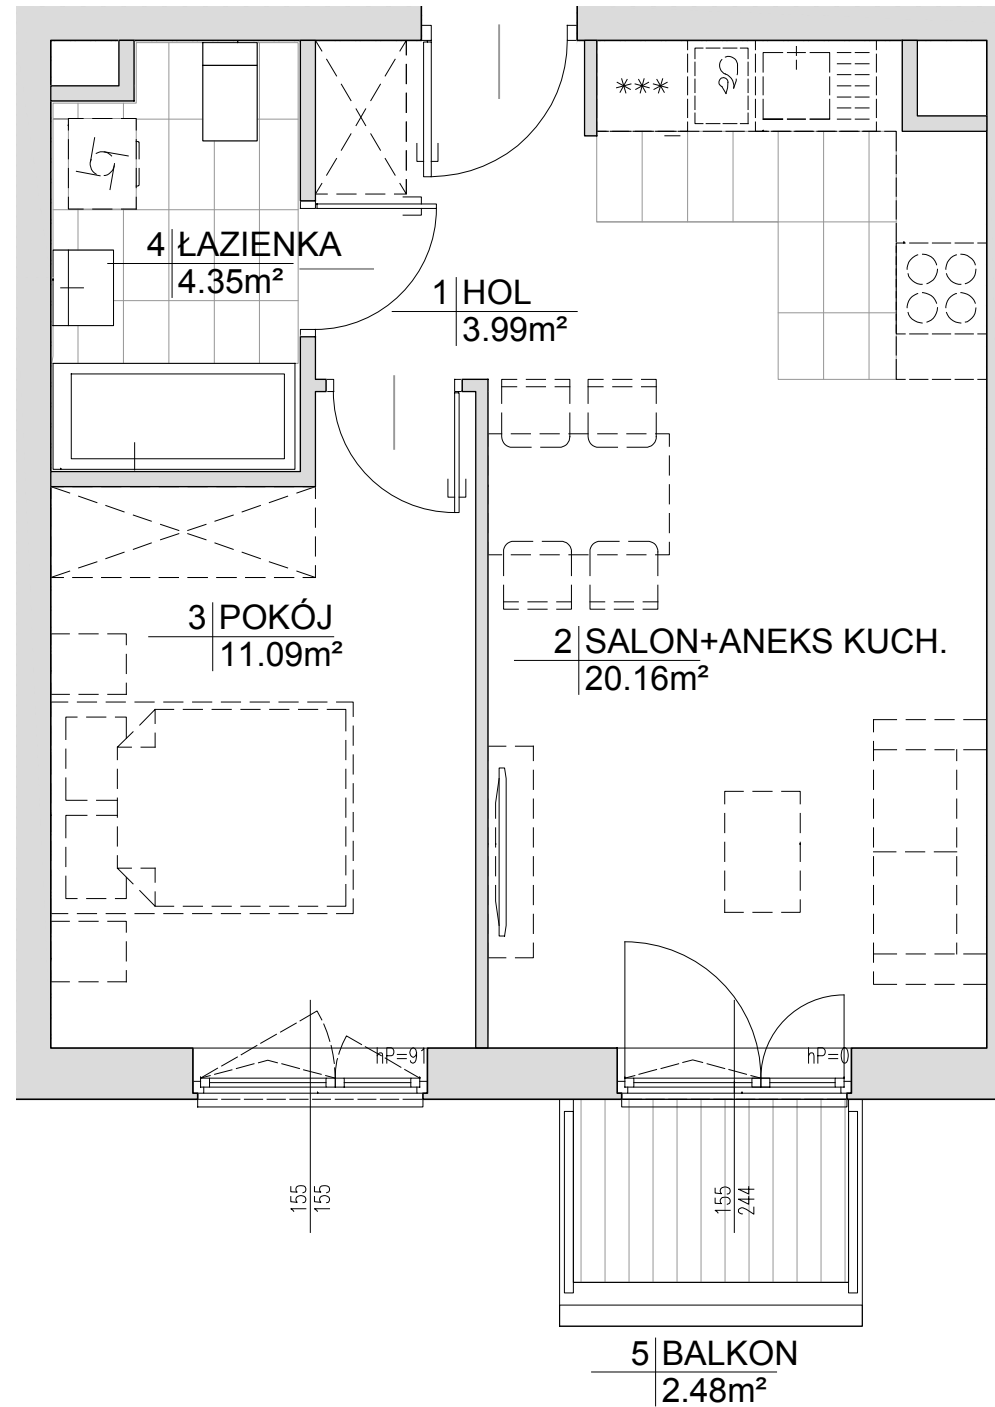 ***
4 ŁAZIENKA
4.35m²
1 HOL
3.99m²
3 POKÓJ
11.09m²
2 SALON+ANEKS KUCH.
20.16m²
hP=91
hP=0
155
155
155
244
5 BALKON
2.48m²